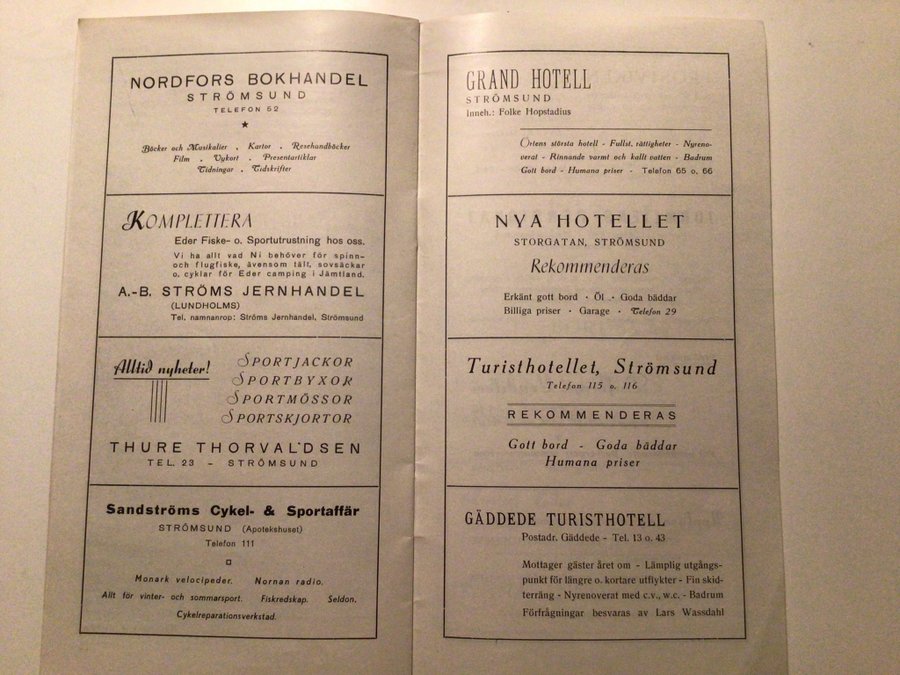 NORDFORS BOKHANDEL
STRÖMSUND
TELEFON 52
Böcker och Musikalier . Kartor . Resehandböcker
Film . Vykort . Presentartiklar
Tidningar . Tidskrifter
KOMPLETTERA
Eder Fiske- o. Sportutrustning hos oss.
Vi ha allt vad Ni behöver för spinn-
och flugfiske, ävensom tält, sovsäckar
o. cyklar för Eder camping i Jämtland.
A.-B. STRÖMS JERNHANDEL
(LUNDHOLMS)
Tel. namnanrop: Ströms Jernhandel, Strömsund
Alltid nyheter!
SPORTJACKOR
SPORTBYXOR
SPORTMÖSSOR
SPORTSKJORTOR
THURE THORVALDSEN
TEL. 23 – STRÖMSUND
Sandströms Cykel- & Sportaffär
STRÖMSUND (Apotekshuset)
Telefon 111
Monark velocipeder. Nornan radio.
Allt för vinter- och sommarsport. Fiskredskap. Seldon.
Cykelreparationsverkstad.
GRAND HOTELL
STRÖMSUND
Inneh.: Folke Hopstadius
Ortens största hotell - Fullst. rättigheter - Nyreno-
verat - Rinnande varmt och kallt vatten - Badrum
Gott bord - Humana priser - Telefon 65 o. 66
NYA HOTELLET
STORGATAN, STRÖMSUND
Rekommenderas
Erkänt gott bord · Öl . Goda bäddar
Billiga priser · Garage · Telefon 29
Turisthotellet, Strömsund
Telefon 115 o. 116
REKOMMENDERAS
Gott bord - Goda bäddar
Humana priser
GÄDDEDE TURISTHOTELL
Postadr. Gäddede - Tel. 13 o. 43
Mottager gäster året om - Lämplig utgångs-
punkt för längre o. kortare utflykter - Fin skid-
terräng - Nyrenoverat med c.v., w.c. - Badrum
Förfrågningar besvaras av Lars Wassdahl